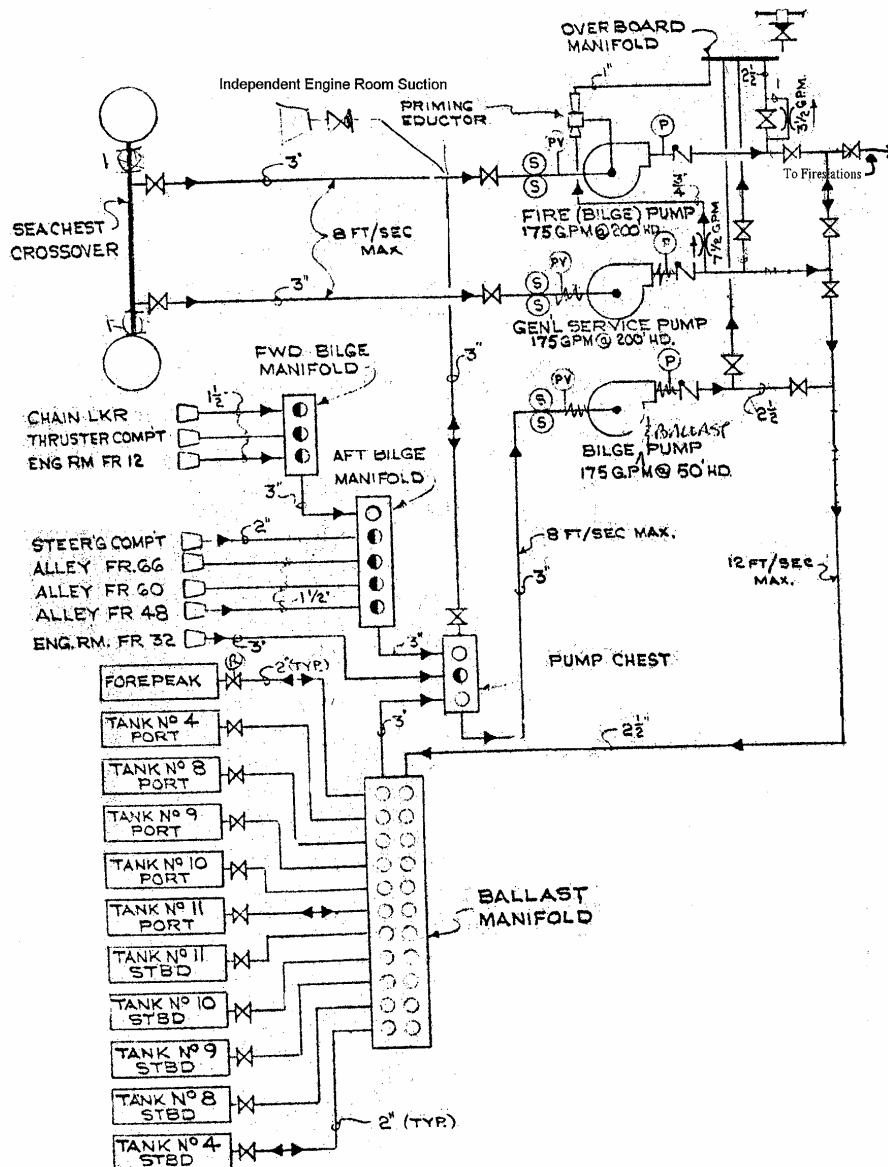 OVERBOARD
MANIFOLD
Independent Engine Room Suction
1"
2½"
1
3½ GPM.
PRIMING
EDUCTOR
PV
P
1
3"
S
S
To Firestations
SEACHEST
CROSSOVER
8 FT/SEC
MAX
FIRE (BILGE) PUMP
175 G.P.M @ 200' HD.
7½ GPM
P
3"
S
S
PV
1
GEN'L SERVICE PUMP
175 GPM @ 200' HD.
FWD BILGE
MANIFOLD
3"
P
1½"
S
S
PV
CHAIN LKR
THRUSTER COMPT
ENG RM FR 12
2½"
& BALLAST
BILGE PUMP
175 G.P.M @ 50' HD.
AFT BILGE
MANIFOLD
3"
STEER'G COMPT
2"
ALLEY FR. 66
ALLEY FR 60
ALLEY FR 48
1½"
8 FT/SEC MAX.
3"
12 FT/SEC
MAX.
ENG. RM. FR 32
3"
3"
PUMP CHEST
R
2" (TYP.)
FOREPEAK
3"
2½"
TANK Nº 4
PORT
TANK Nº 8
PORT
TANK Nº 9
PORT
TANK Nº 10
PORT
TANK Nº 11
PORT
BALLAST
MANIFOLD
TANK Nº 11
STBD
TANK Nº 10
STBD
TANK Nº 9
STBD
TANK Nº 8
STBD
2" (TYP.)
TANK Nº 4
STBD